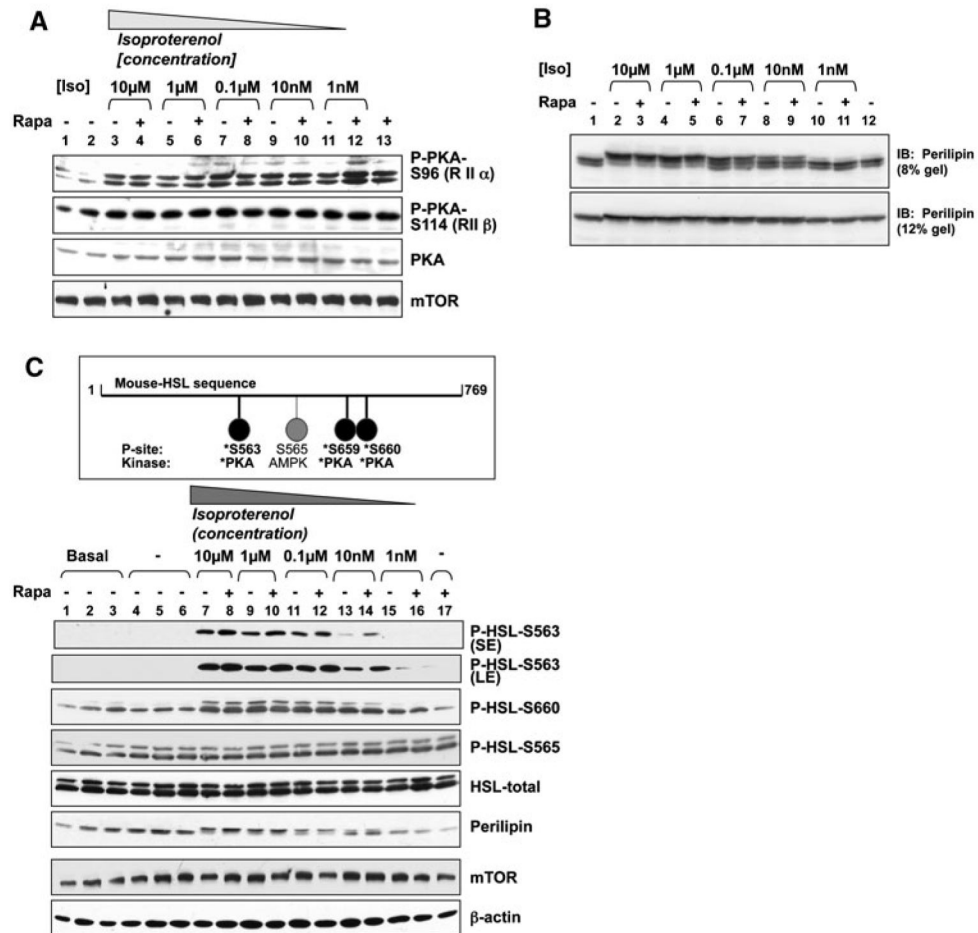 A
Isoproterenol
[concentration]
[Iso] 10µM 1µM 0.1µM 10nM 1nM
Rapa - - - + - + - + - + - + +
1 2 3 4 5 6 7 8 9 10 11 12 13
P-PKA-
S96 (R II α)
P-PKA-
S114 (RII β)
PKA
mTOR
B
[Iso] - 10µM 1µM 0.1µM 10nM 1nM
Rapa - - + - + - + - + - + -
1 2 3 4 5 6 7 8 9 10 11 12
IB: Perilipin
(8% gel)
IB: Perilipin
(12% gel)
C
1 Mouse-HSL sequence 769
P-site: *S563 S565 *S659 *S660
Kinase: *PKA AMPK *PKA *PKA
Isoproterenol
(concentration)
Basal - 10µM 1µM 0.1µM 10nM 1nM -
Rapa - - - - - - - + - + - + - + - + +
1 2 3 4 5 6 7 8 9 10 11 12 13 14 15 16 17
P-HSL-S563
(SE)
P-HSL-S563
(LE)
P-HSL-S660
P-HSL-S565
HSL-total
Perilipin
mTOR
β-actin